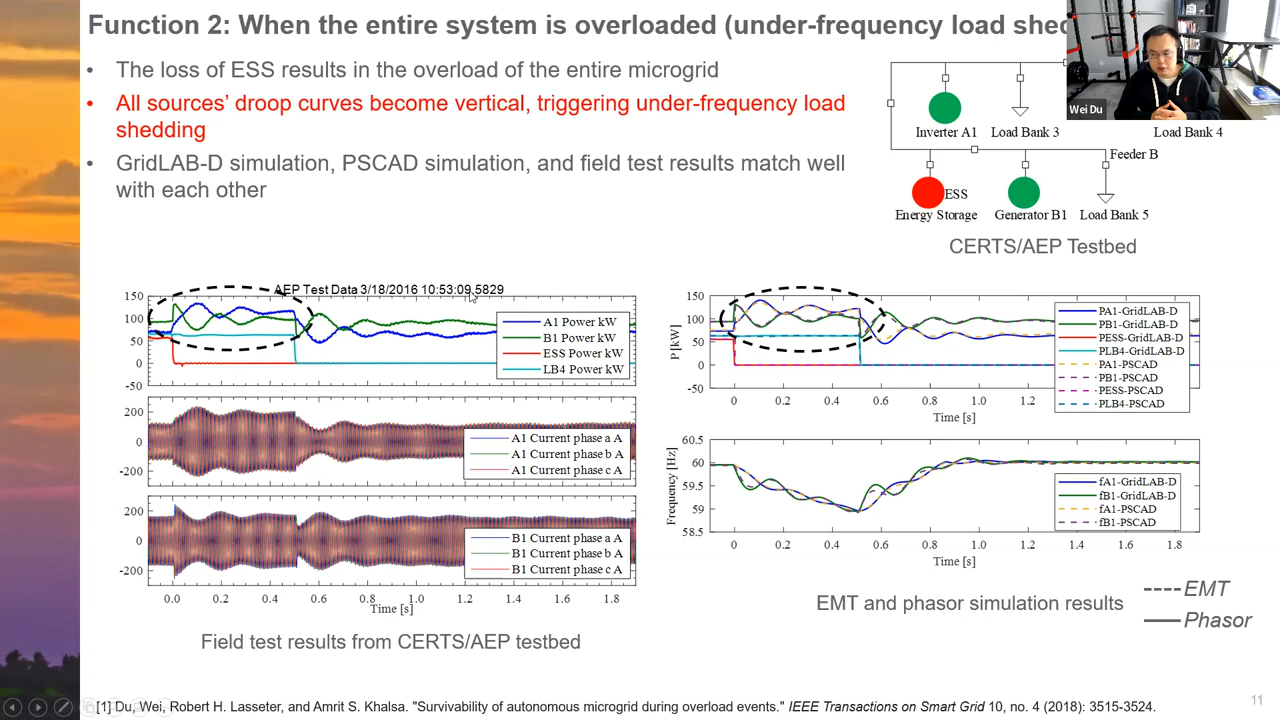 Function 2: When the entire system is overloaded (under-frequency load shed
• The loss of ESS results in the overload of the entire microgrid
• All sources’ droop curves become vertical, triggering under-frequency load
shedding
• GridLAB-D simulation, PSCAD simulation, and field test results match well
with each other
Wei Du
Inverter A1
Load Bank 3
Load Bank 4
Feeder B
ESS
Energy Storage
Generator B1
Load Bank 5
CERTS/AEP Testbed
AEP Test Data 3/18/2016 10:53:09.5829
150
100
50
0
-50
A1 Power kW
B1 Power kW
ESS Power kW
LB4 Power kW
200
0
-200
A1 Current phase a A
A1 Current phase b A
A1 Current phase c A
200
0
-200
B1 Current phase a A
B1 Current phase b A
B1 Current phase c A
0.0 0.2 0.4 0.6 0.8 1.0 1.2 1.4 1.6 1.8
Time [s]
Field test results from CERTS/AEP testbed
P [kW]
150
100
50
0
-50
PA1-GridLAB-D
PB1-GridLAB-D
PESS-GridLAB-D
PLB4-GridLAB-D
PA1-PSCAD
PB1-PSCAD
PESS-PSCAD
PLB4-PSCAD
0 0.2 0.4 0.6 0.8 1 1.2 1.4 1.6 1.8
Time [s]
Frequency [Hz]
60.5
60
59.5
59
58.5
fA1-GridLAB-D
fB1-GridLAB-D
fA1-PSCAD
fB1-PSCAD
0 0.2 0.4 0.6 0.8 1 1.2 1.4 1.6 1.8
Time [s]
EMT and phasor simulation results
EMT
Phasor
[1] Du, Wei, Robert H. Lasseter, and Amrit S. Khalsa. "Survivability of autonomous microgrid during overload events." IEEE Transactions on Smart Grid 10, no. 4 (2018): 3515-3524.
11